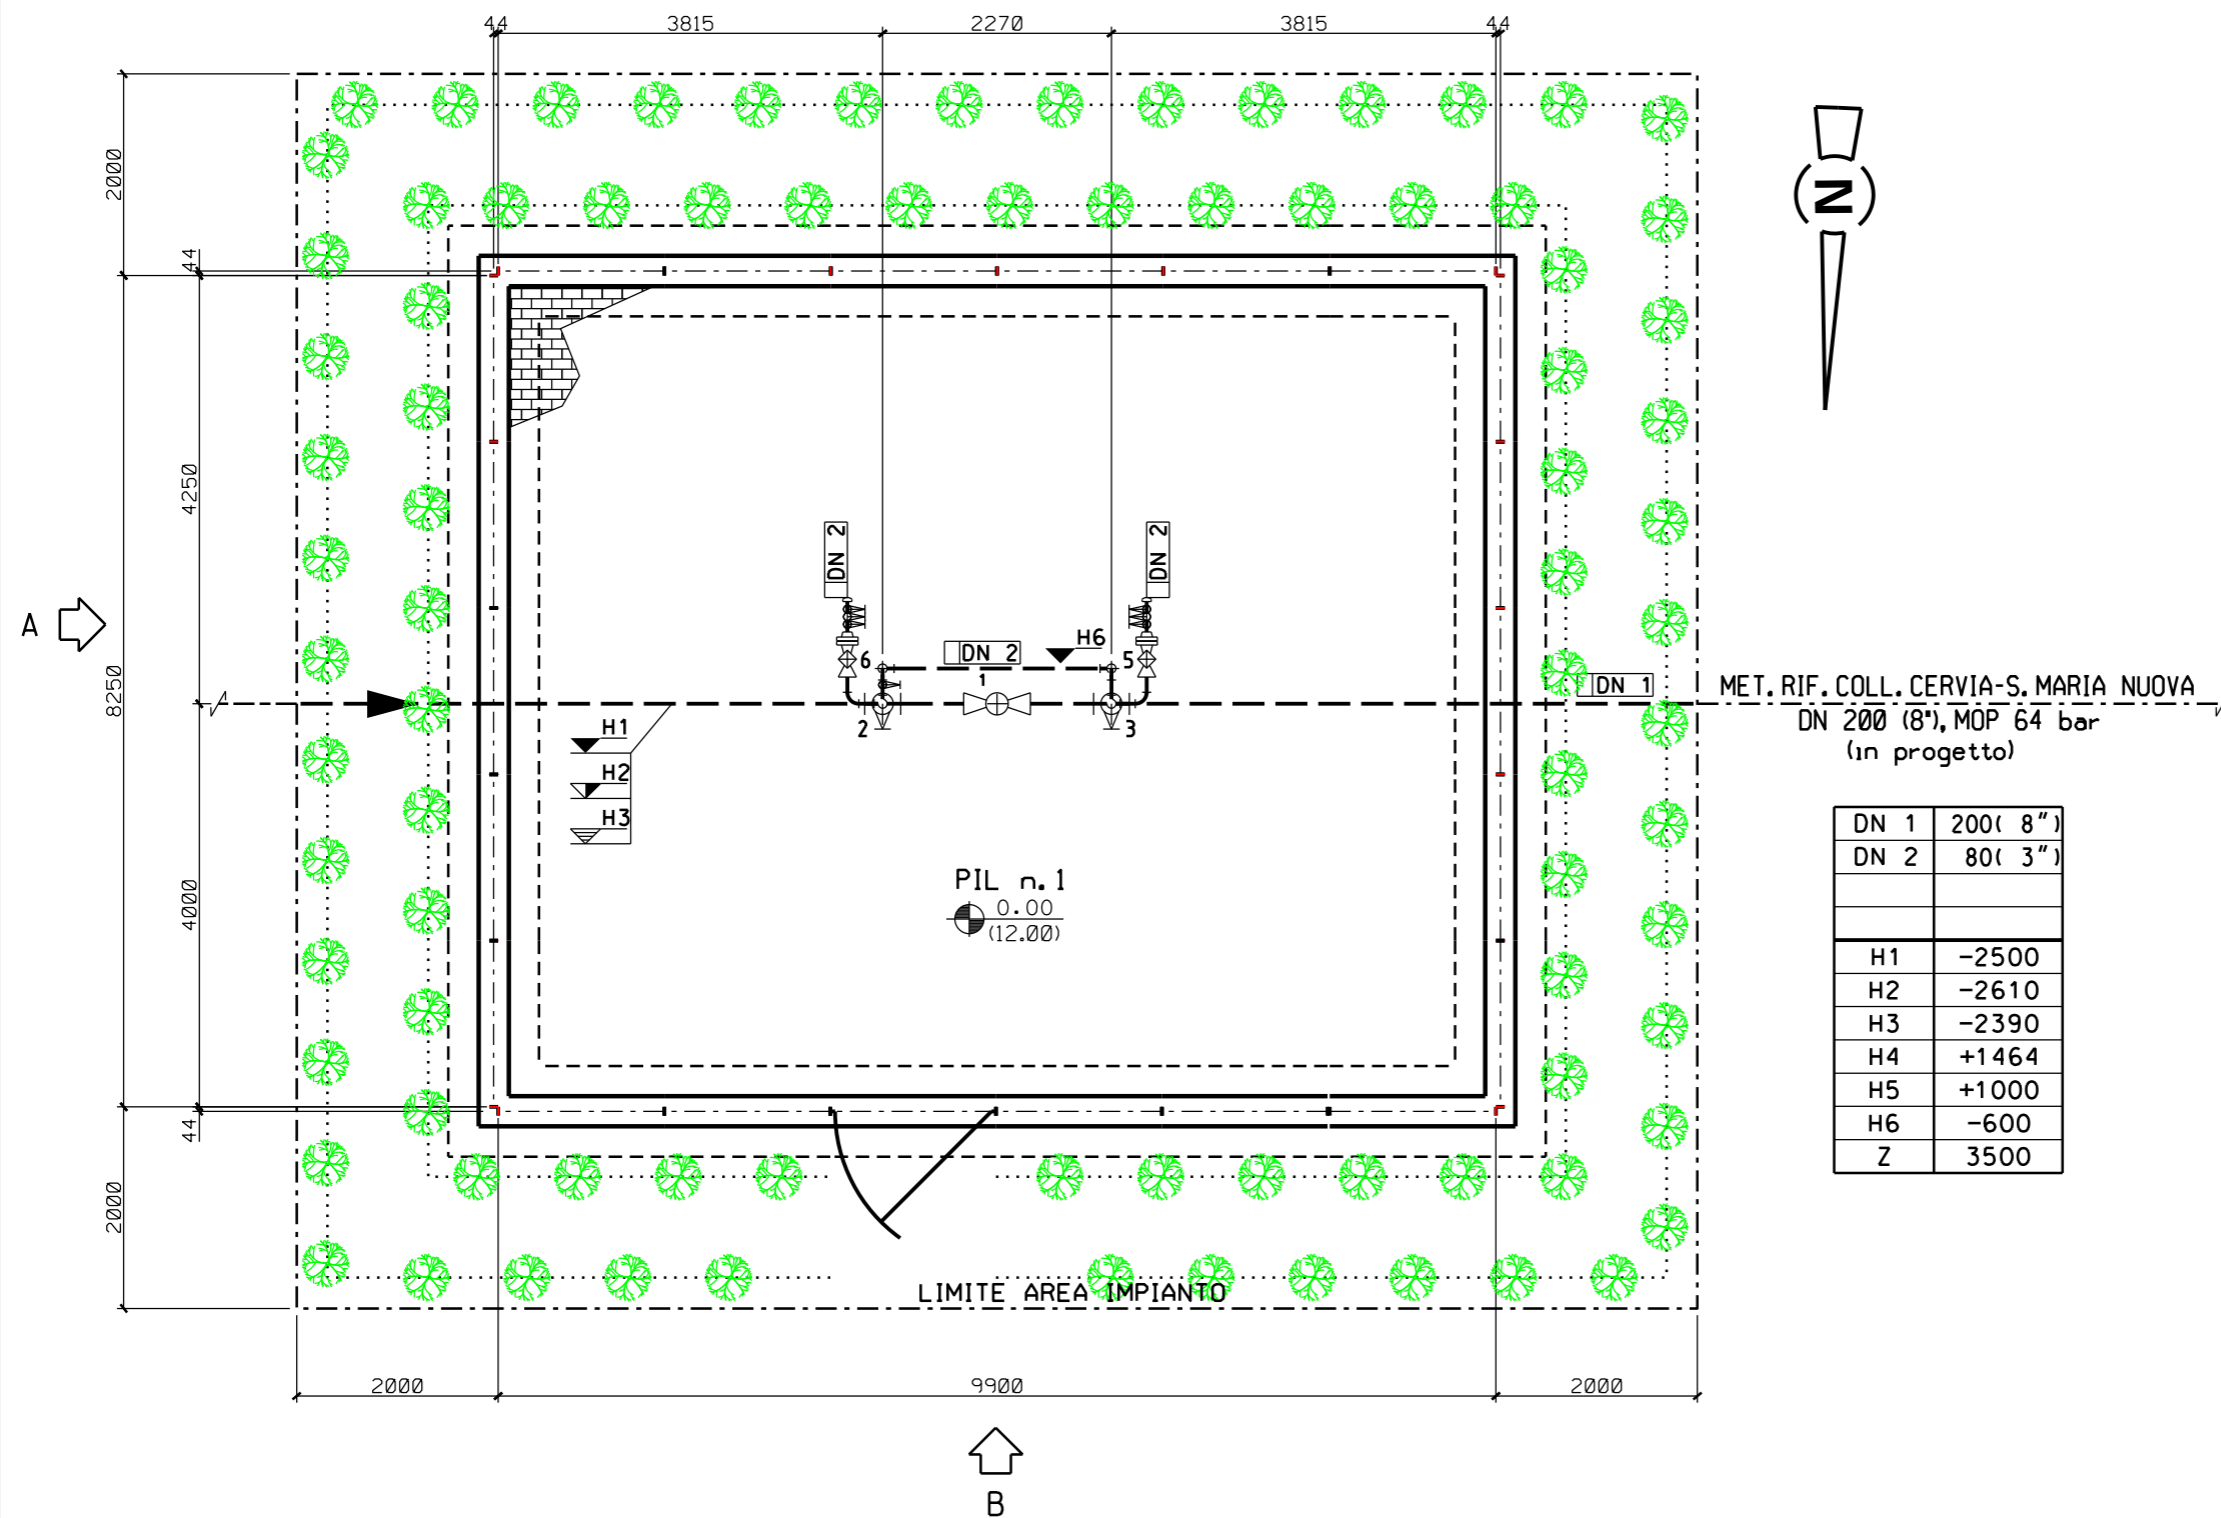 44 3815 2270 3815 44
2000
44
4250
8250
4000
44
2000
N
A
DN 2
DN 2
DN 2
H6
6
5
1
2
3
DN 1
H1
H2
H3
MET. RIF. COLL. CERVIA-S. MARIA NUOVA
DN 200 (8"), MOP 64 bar
(in progetto)
PIL n. 1
0.00
(12.00)
DN 1 200( 8")
DN 2 80( 3")
H1 -2500
H2 -2610
H3 -2390
H4 +1464
H5 +1000
H6 -600
Z 3500
LIMITE AREA IMPIANTO
2000 9900 2000
B